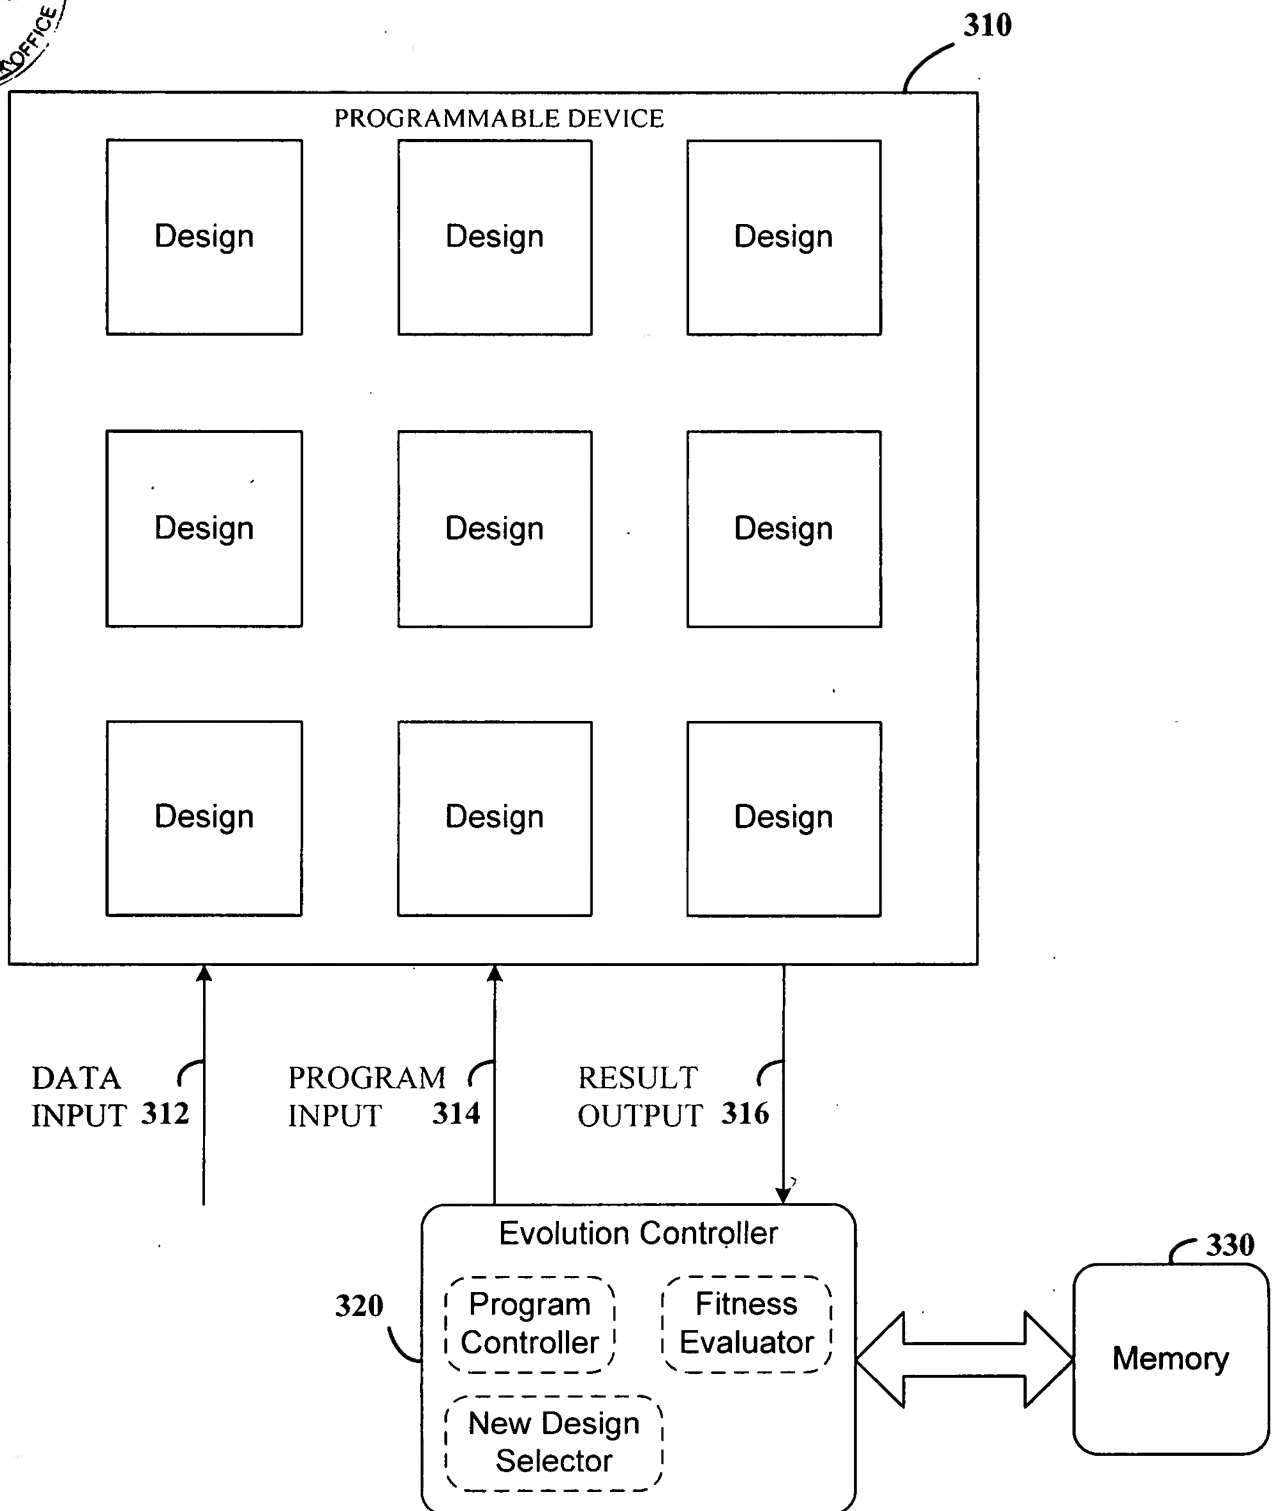 OFFICE
310
PROGRAMMABLE DEVICE
Design Design Design
Design Design Design
Design Design Design
DATA
INPUT 312
PROGRAM
INPUT 314
RESULT
OUTPUT 316
Evolution Controller
320
Program
Controller
Fitness
Evaluator
New Design
Selector
330
Memory